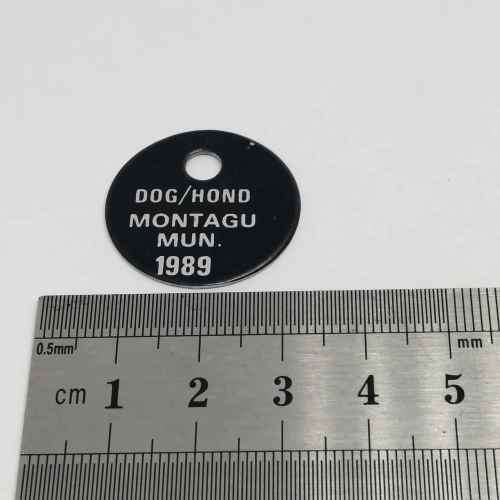 DOG/HOND
MONTAGU
MUN.
1989
0.5mm mm
cm 1 2 3 4 5